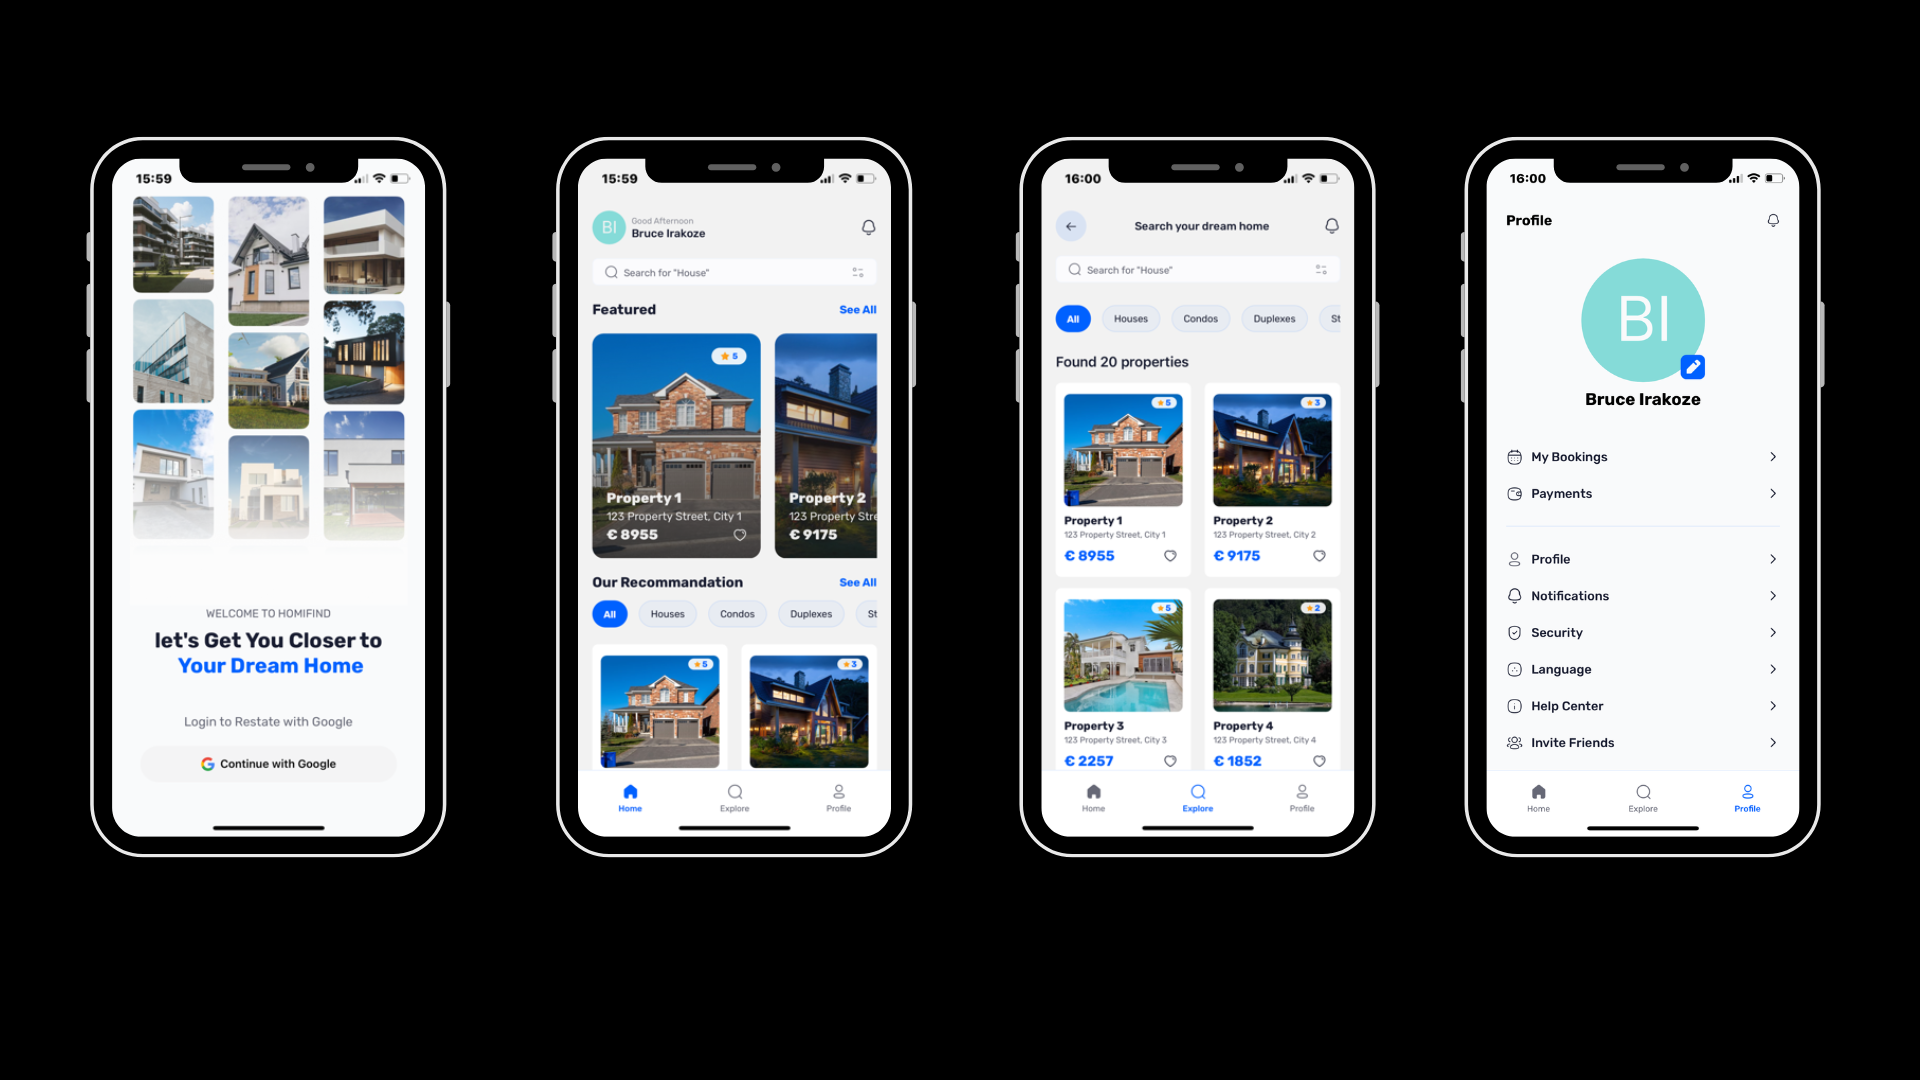 15:59
WELCOME TO HOMIFIND
let's Get You Closer to
Your Dream Home
Login to Restate with Google
Continue with Google
15:59
BI
Good Afternoon
Bruce Irakoze
Search for "House"
Featured
See All
5
Property 1
123 Property Street, City 1
€ 8955
Property 2
123 Property Stre
€ 9175
Our Recommandation
See All
All
Houses
Condos
Duplexes
St
5
3
Home
Explore
Profile
16:00
Search your dream home
Search for "House"
All
Houses
Condos
Duplexes
St
Found 20 properties
5
Property 1
123 Property Street, City 1
€ 8955
3
Property 2
123 Property Street, City 2
€ 9175
5
Property 3
123 Property Street, City 3
€ 2257
2
Property 4
123 Property Street, City 4
€ 1852
Home
Explore
Profile
16:00
Profile
BI
Bruce Irakoze
My Bookings
Payments
Profile
Notifications
Security
Language
Help Center
Invite Friends
Home
Explore
Profile